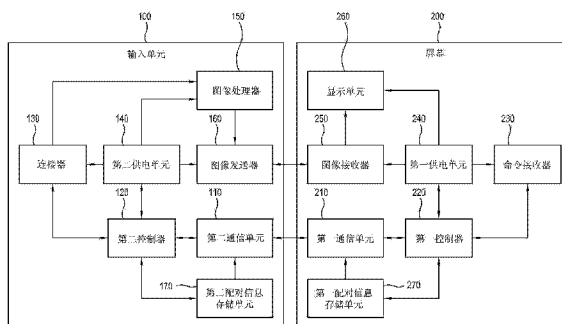 100
200
输入单元
屏幕
150
260
图像处理器
显示单元
130
140
160
250
240
230
连接器
第二供电单元
图像发送器
图像接收器
第一供电单元
命令接收器
120
110
210
220
第二控制器
第二通信单元
第一通信单元
第一控制器
170
第二配对信息
存储单元
第一配对信息
存储单元
270